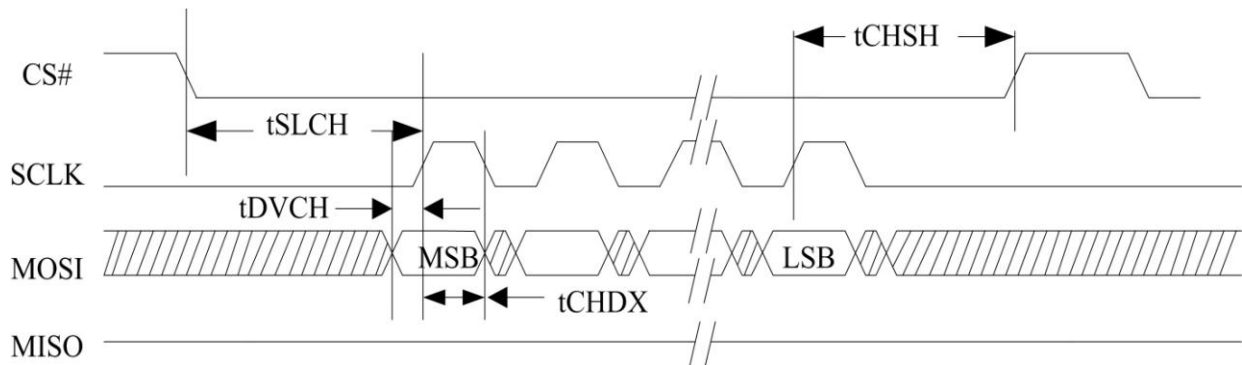 tCHSH
CS#
tSLCH
SCLK
tDVCH
MOSI
MSB
LSB
tCHDX
MISO